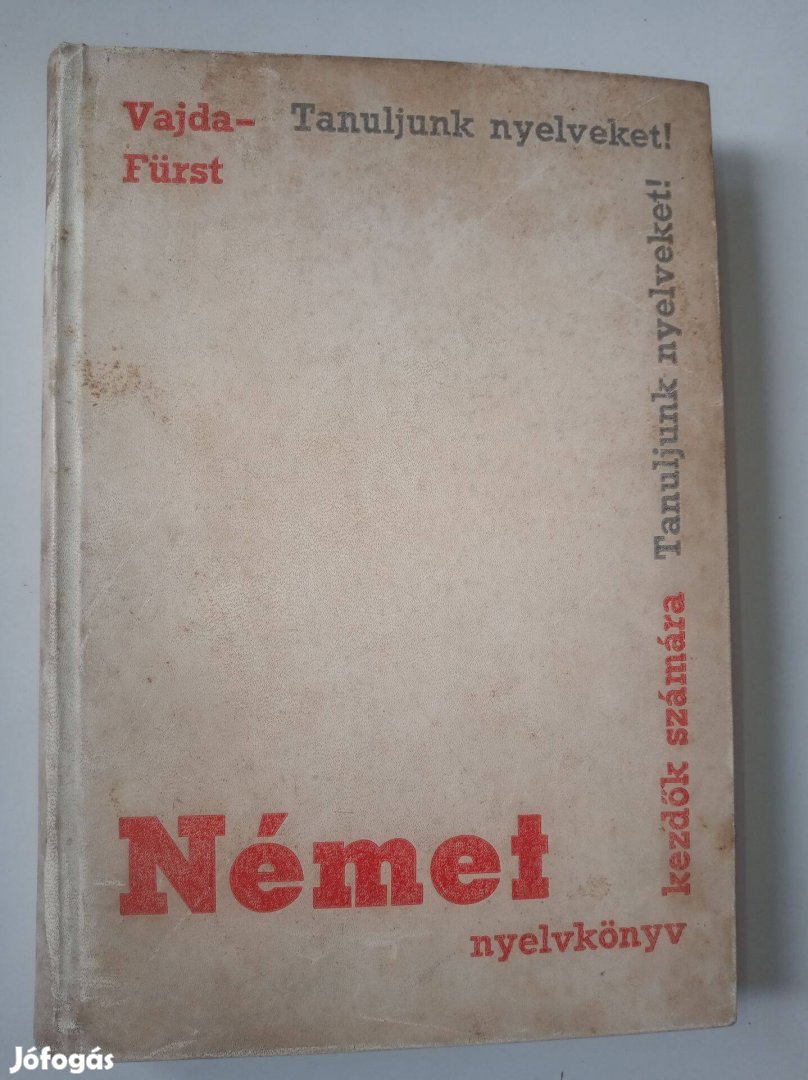 Vajda-
Fürst
Tanuljunk nyelveket!
Tanuljunk nyelveket!
Német
nyelvkönyv
kezdők számára
Jófogás